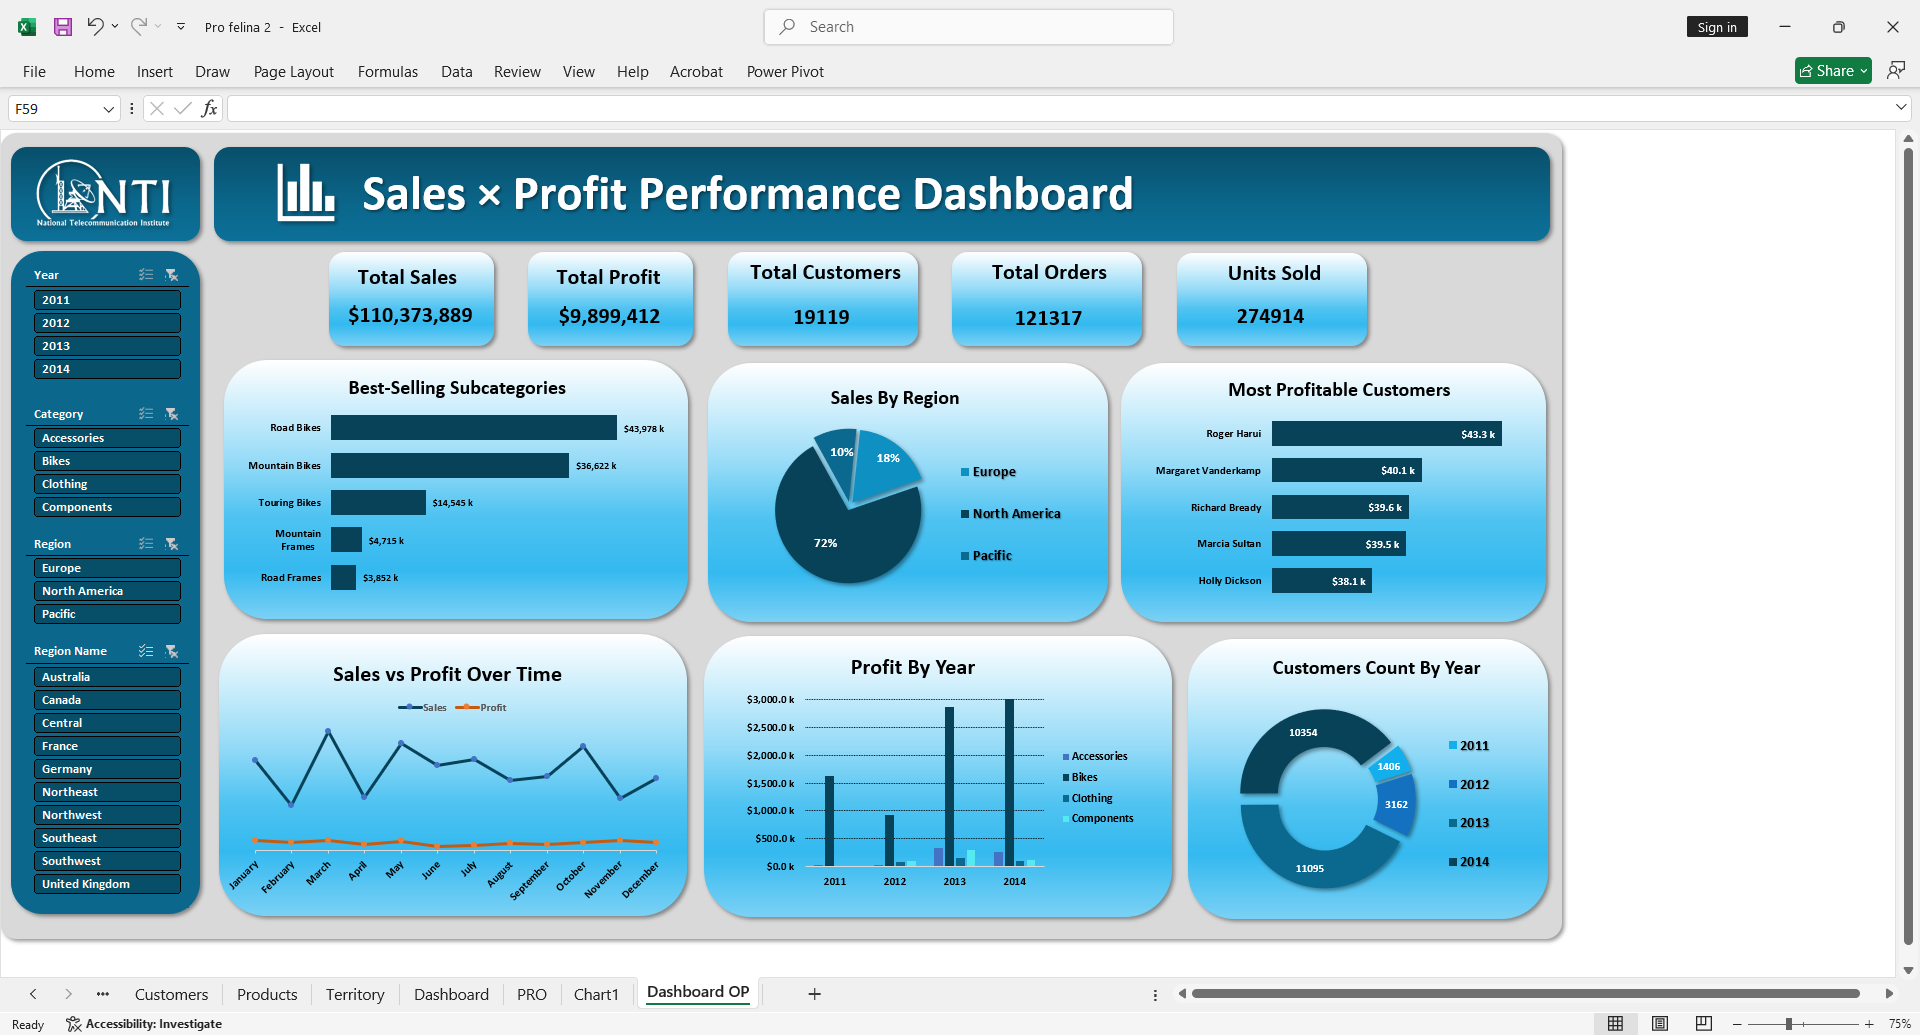 Pro felina 2 - Excel
Search
Sign in
File Home Insert Draw Page Layout Formulas Data Review View Help Acrobat Power Pivot
Share
F59
fx
NTI
National Telecommunication Institute
Sales × Profit Performance Dashboard
Year
2011
2012
2013
2014
Category
Accessories
Bikes
Clothing
Components
Region
Europe
North America
Pacific
Region Name
Australia
Canada
Central
France
Germany
Northeast
Northwest
Southeast
Southwest
United Kingdom
Total Sales
$110,373,889
Total Profit
$9,899,412
Total Customers
19119
Total Orders
121317
Units Sold
274914
Best-Selling Subcategories
Road Bikes $43,978 k
Mountain Bikes $36,622 k
Touring Bikes $14,545 k
Mountain
Frames $4,715 k
Road Frames $3,852 k
Sales By Region
10%
18%
72%
Europe
North America
Pacific
Most Profitable Customers
Roger Harui $43.3 k
Margaret Vanderkamp $40.1 k
Richard Bready $39.6 k
Marcia Sultan $39.5 k
Holly Dickson $38.1 k
Sales vs Profit Over Time
Sales Profit
January February March April May June July August September October November December
Profit By Year
$3,000.0 k
$2,500.0 k
$2,000.0 k
$1,500.0 k
$1,000.0 k
$500.0 k
$0.0 k
2011 2012 2013 2014
Accessories
Bikes
Clothing
Components
Customers Count By Year
10354
1406
3162
11095
2011
2012
2013
2014
Customers Products Territory Dashboard PRO Chart1 Dashboard OP
Ready Accessibility: Investigate
75%